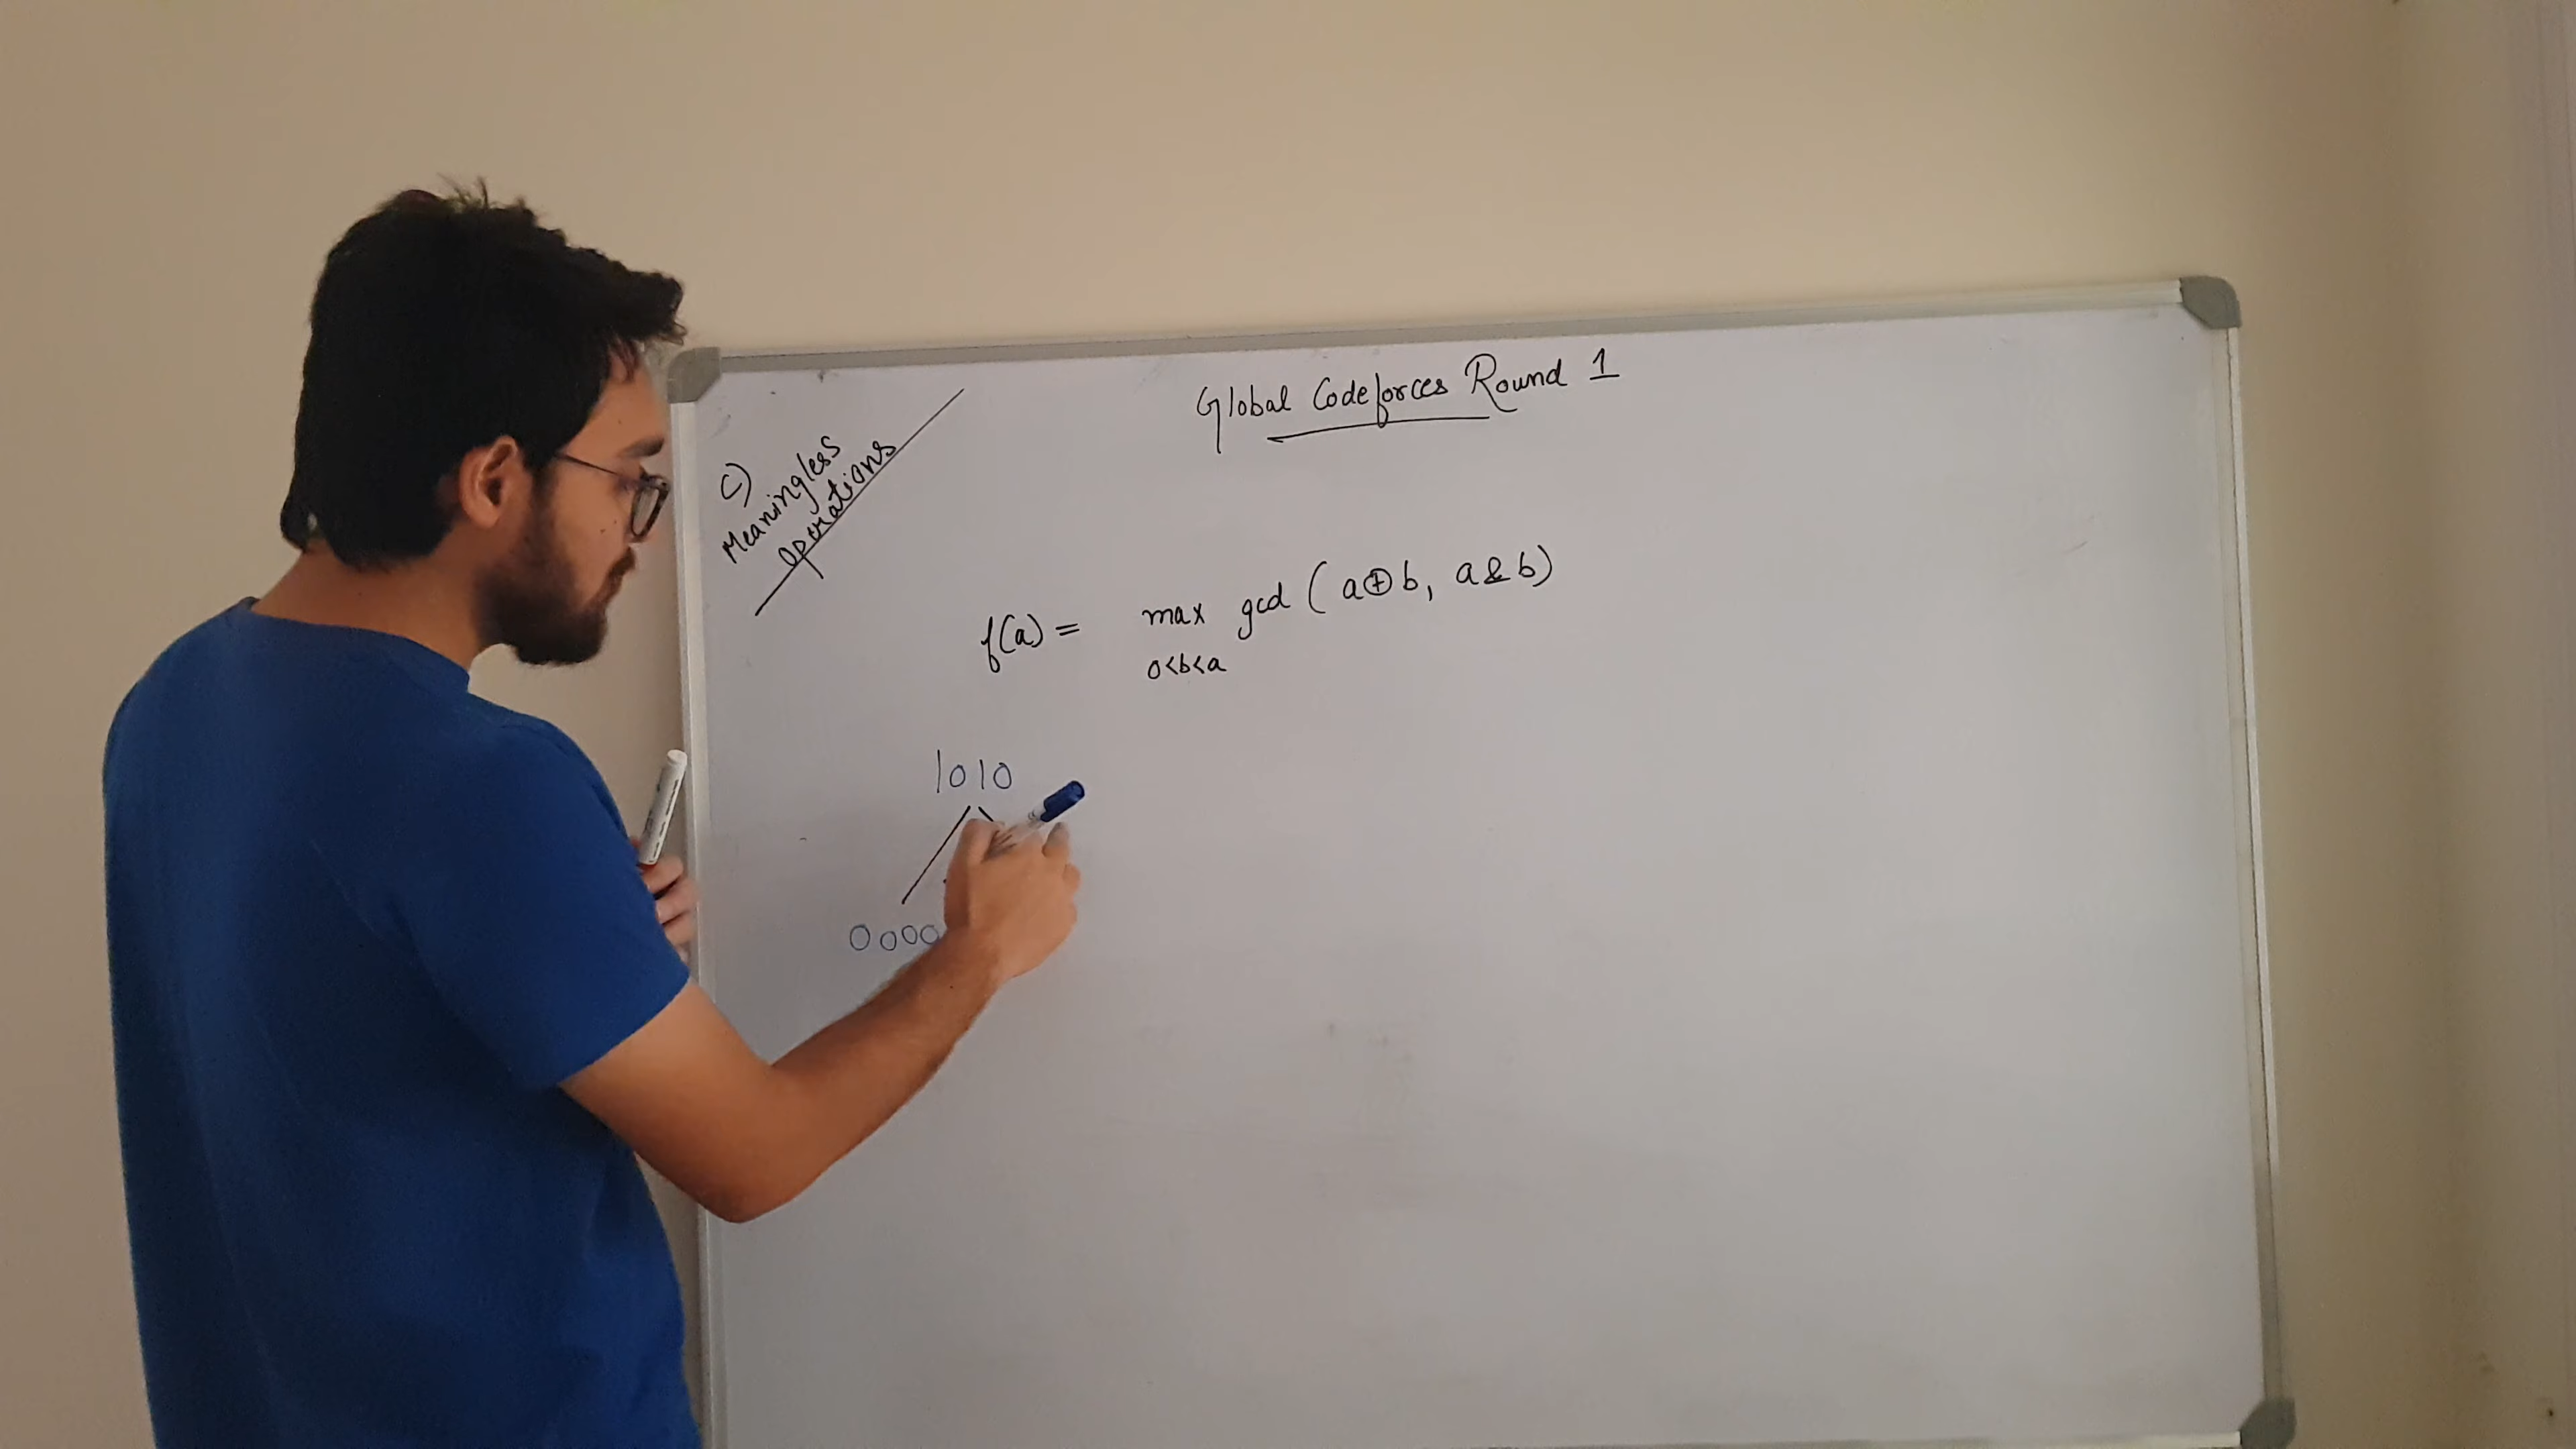 Global Codeforces Round 1
C)
Meaningless
operations
f(a) = max gcd ( a⊕b, a&b)
0<b<a
1010
0000